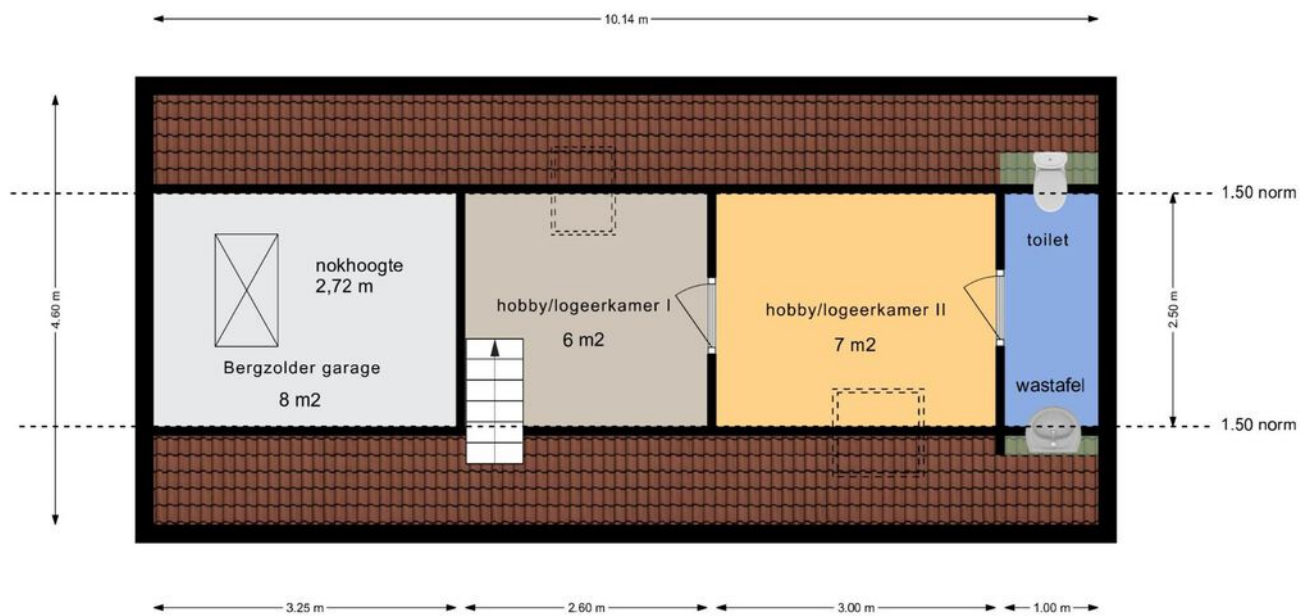 10.14 m
1.50 norm
nokhoogte
2,72 m
toilet
hobby/logeerkamer I
6 m2
hobby/logeerkamer II
7 m2
4.60 m
2.50 m
Bergzolder garage
8 m2
wastafel
1.50 norm
3.25 m
2.60 m
3.00 m
1.00 m